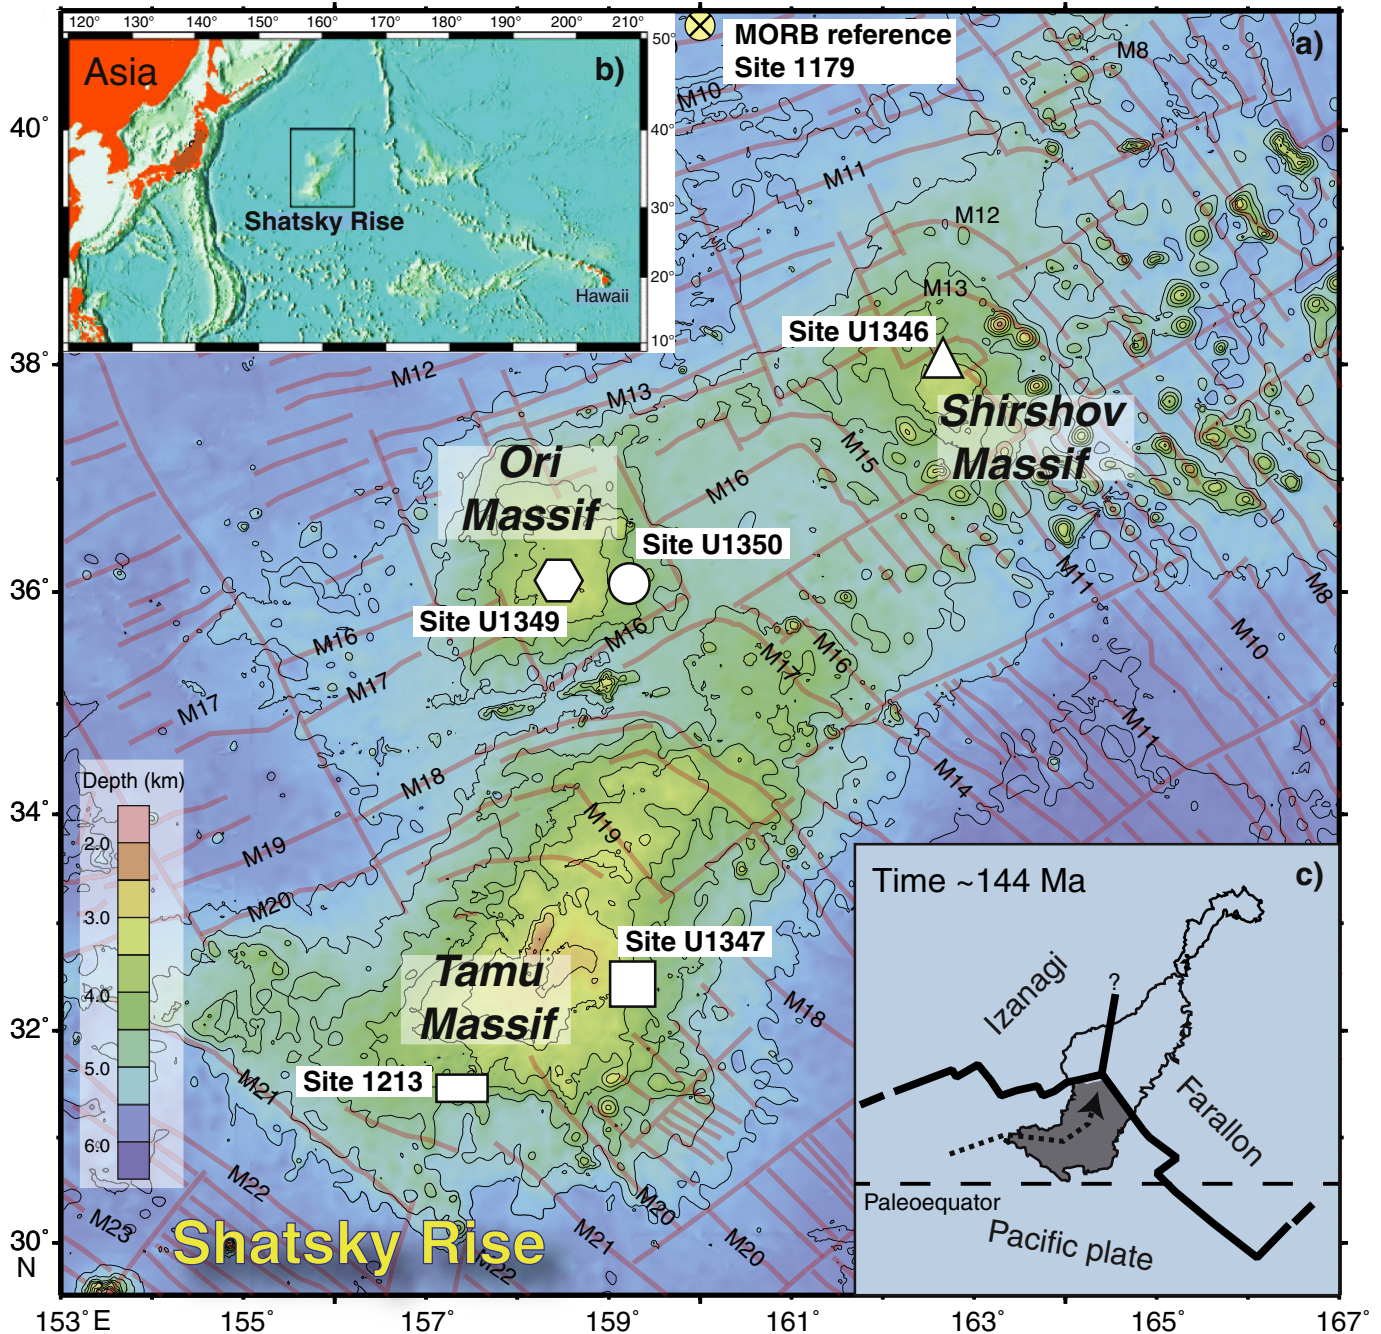 120° 130° 140° 150° 160° 170° 180° 190° 200° 210°
50°
40°
30°
20°
10°
Asia
b)
Shatsky Rise
Hawaii
MORB reference
Site 1179
a)
M8
M10
M11
M12
M13
Site U1346
Shirshov
Massif
M12
M13
M15
M16
Ori
Massif
Site U1350
Site U1349
M16
M16
M17
M17
M16
M17
M11
M8
M10
M11
M14
M18
M19
M19
M20
Depth (km)
2.0
3.0
4.0
5.0
6.0
Site U1347
Tamu
Massif
Site 1213
M18
M21
M22
M23
M20
M21
M20
M22
Shatsky Rise
Time ~144 Ma
c)
Izanagi
?
Farallon
Paleoequator
Pacific plate
40°
38°
36°
34°
32°
30°
N
153° E 155° 157° 159° 161° 163° 165° 167°